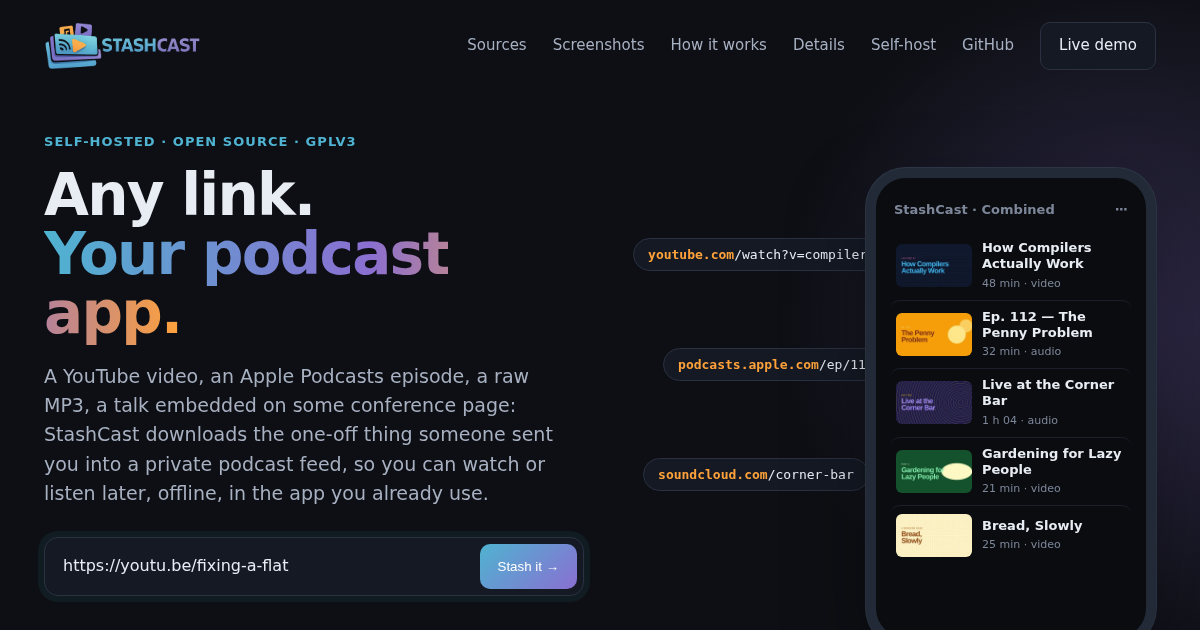 STASHCAST
Sources Screenshots How it works Details Self-host GitHub Live demo
SELF-HOSTED · OPEN SOURCE · GPLV3
Any link.
Your podcast
app.
A YouTube video, an Apple Podcasts episode, a raw
MP3, a talk embedded on some conference page:
StashCast downloads the one-off thing someone sent
you into a private podcast feed, so you can watch or
listen later, offline, in the app you already use.
https://youtu.be/fixing-a-flat
Stash it →
youtube.com/watch?v=compiler
podcasts.apple.com/ep/11
soundcloud.com/corner-bar
StashCast · Combined ···
How Compilers
Actually Work
How Compilers
Actually Work
48 min · video
The Penny
Problem
Ep. 112 — The
Penny Problem
32 min · audio
Live at the
Corner Bar
Live at the Corner
Bar
1 h 04 · audio
Gardening for
Lazy People
Gardening for Lazy
People
21 min · video
Bread,
Slowly
Bread, Slowly
25 min · video